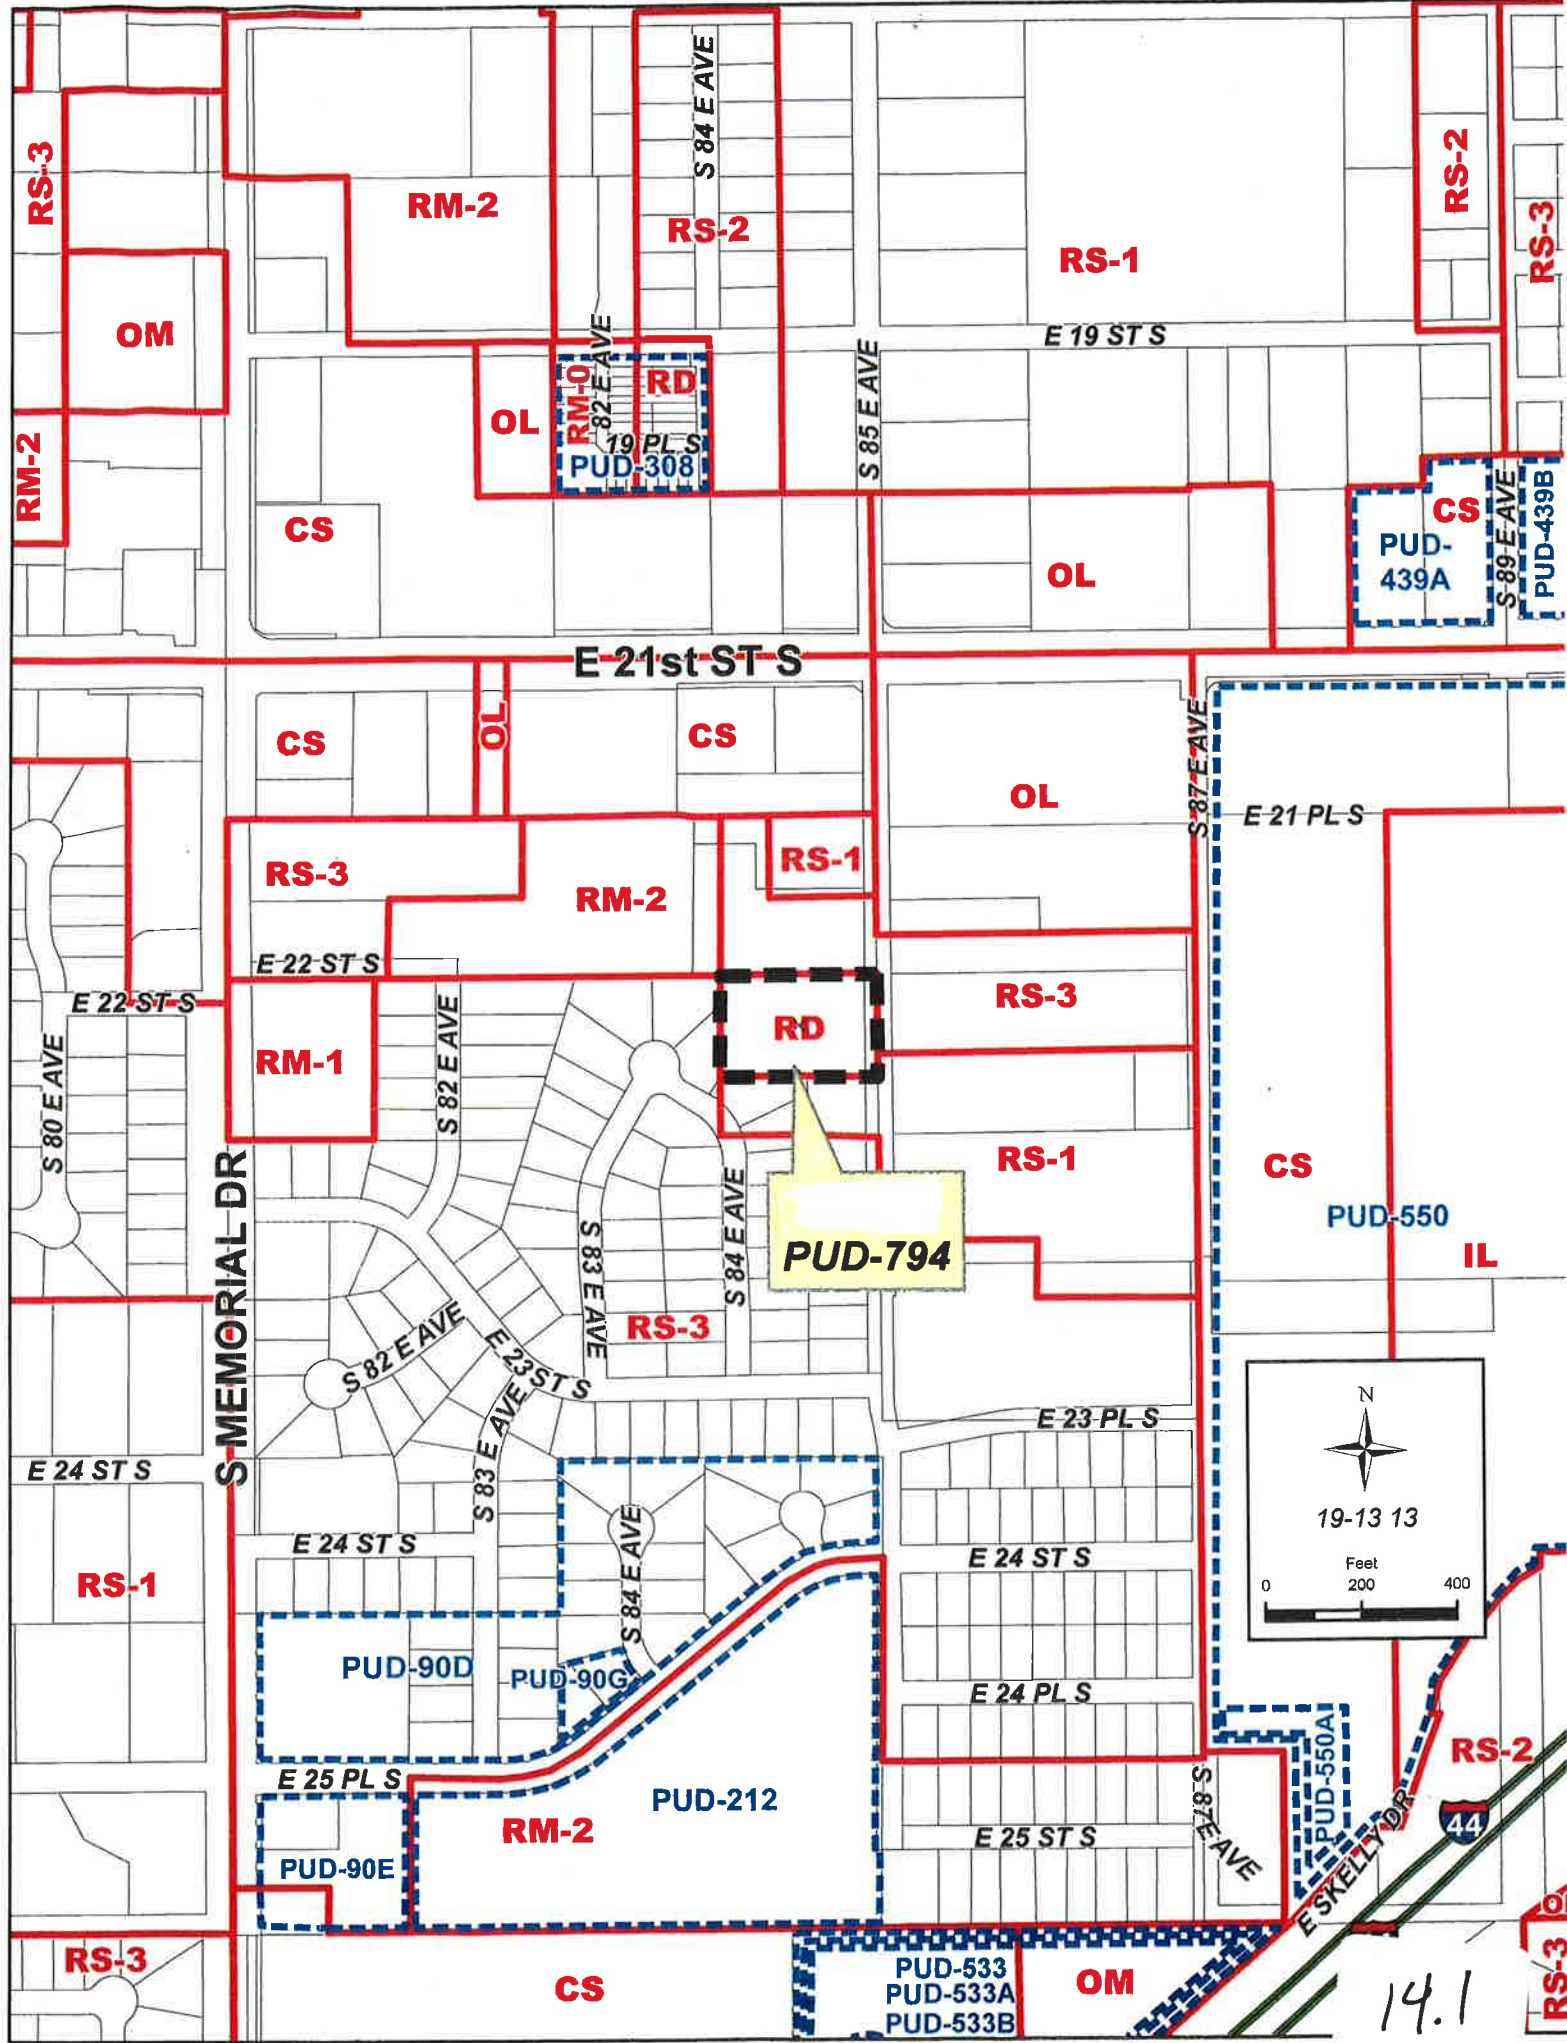 S 84 E AVE
RS-3
RM-2
RS-2
RS-2
RS-3
RS-1
OM
82 E AVE
E 19 ST S
RM-0
RD
S 85 E AVE
OL
19 PL S
PUD-308
RM-2
CS
CS
PUD-
439A
S 89 E AVE
PUD-439B
OL
E 21st ST S
CS
OL
CS
S 87 E AVE
OL
E 21 PL S
RS-3
RS-1
RM-2
E 22 ST S
E 22 ST S
RS-3
RD
RM-1
S 82 E AVE
S 80 E AVE
RS-1
CS
S MEMORIAL DR
S 83 E AVE
S 84 E AVE
PUD-794
PUD-550
IL
RS-3
S 82 E AVE
E 23 ST S
S 83 E AVE
E 23 PL S
N
19-13 13
Feet
0 200 400
E 24 ST S
S 84 E AVE
E 24 ST S
E 24 ST S
RS-1
PUD-90D
PUD-90G
E 24 PL S
PUD-550A
RS-2
E 25 PL S
PUD-212
RM-2
S 87 E AVE
E 25 ST S
44
PUD-90E
E SKELLY DR
O
RS-3
RS-3
CS
PUD-533
PUD-533A
PUD-533B
OM
14.1